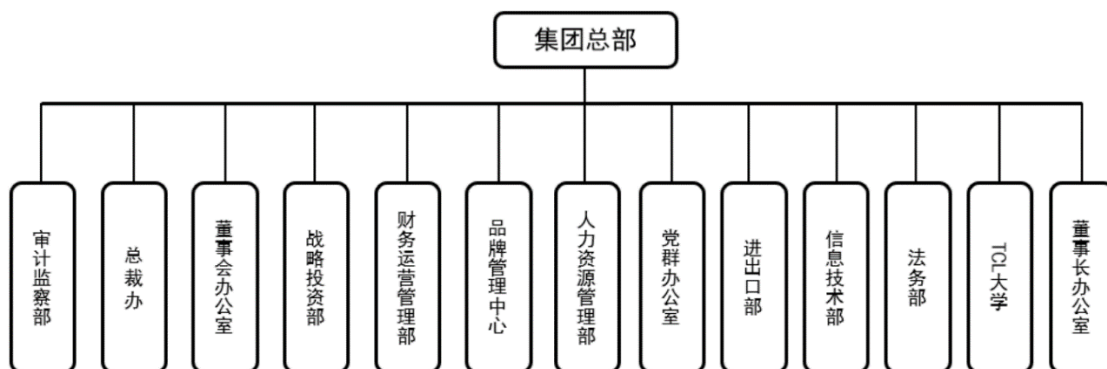 集团总部
审计监察部
总裁办
董事会办公室
战略投资部
财务运营管理部
品牌管理中心
人力资源管理部
党群办公室
进出口部
信息技术部
法务部
TCL大学
董事长办公室